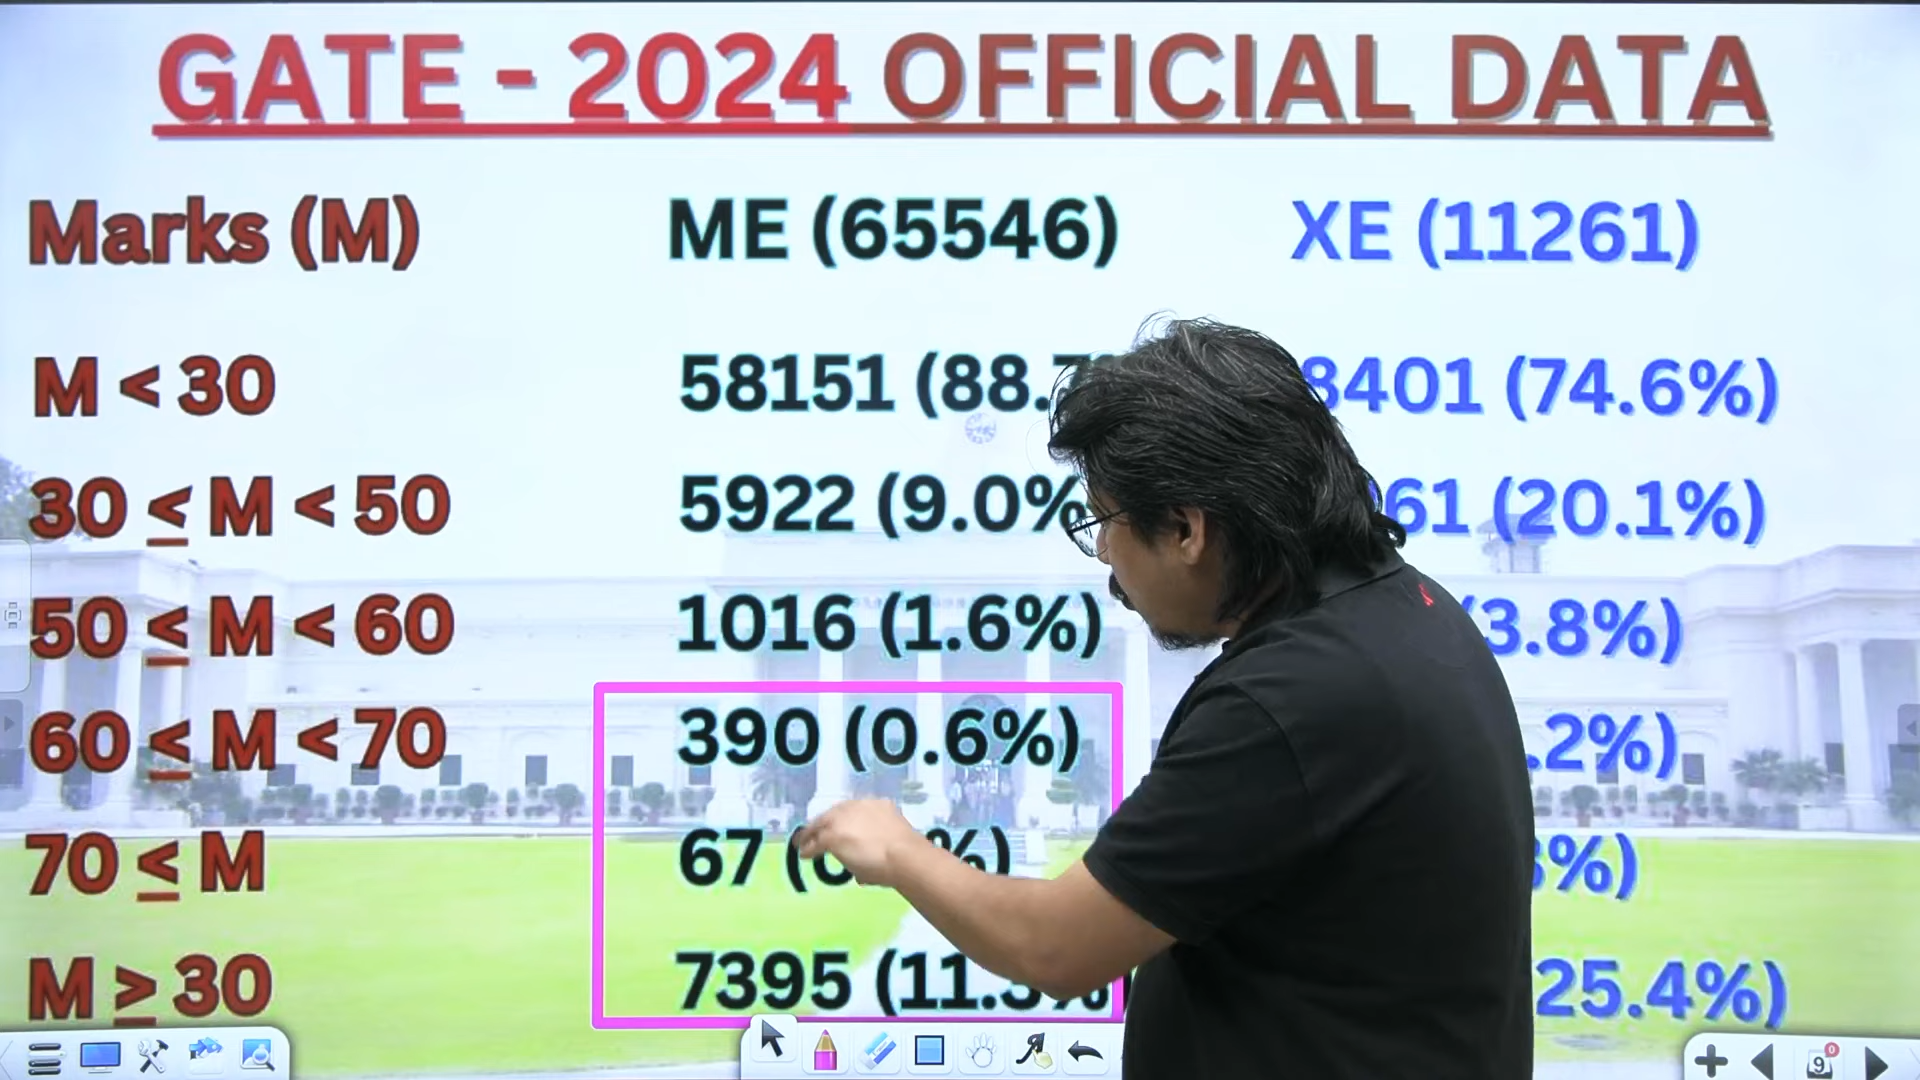 GATE - 2024 OFFICIAL DATA
Marks (M) ME (65546) XE (11261)
M < 30 58151 (88. 8401 (74.6%)
30 ≤ M < 50 5922 (9.0% 61 (20.1%)
50 ≤ M < 60 1016 (1.6%) (3.8%)
60 ≤ M < 70 390 (0.6%) .2%)
70 ≤ M 67 ( %) %)
M ≥ 30 7395 (11. % 25.4%)
9
0